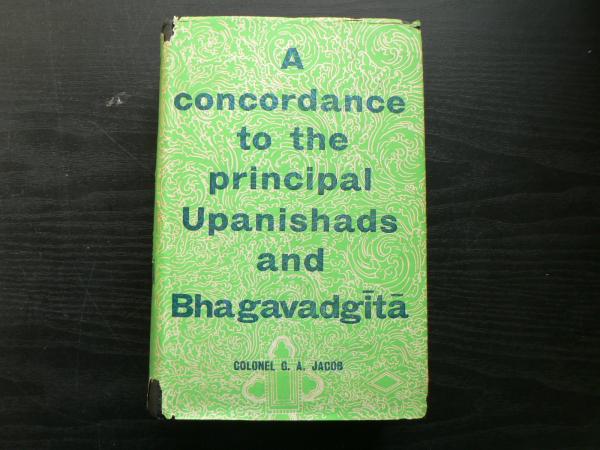 A
concordance
to the
principal
Upanishads
and
Bhagavadgītā
COLONEL G. A. JACOB